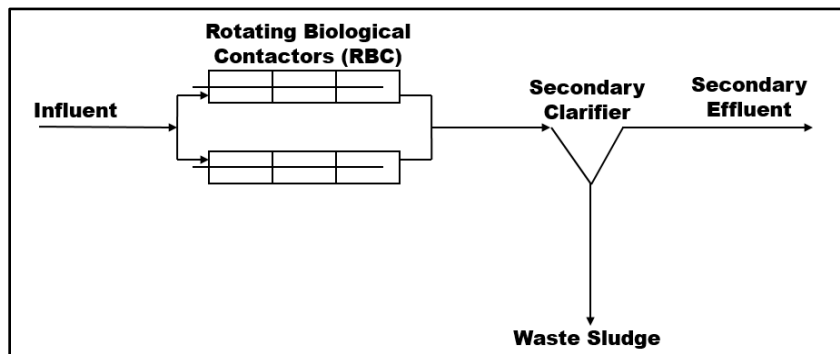 Rotating Biological
Contactors (RBC)
Influent
Secondary
Clarifier
Secondary
Effluent
Waste Sludge